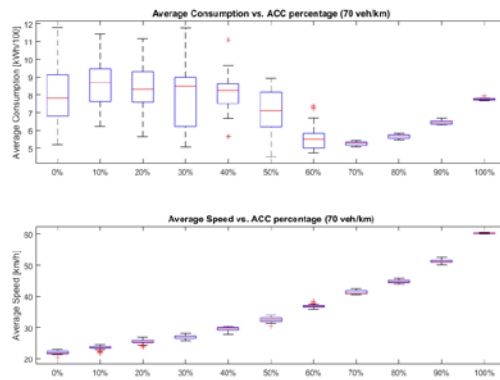 Average Consumption vs. ACC percentage (70 veh/km)
Average Consumption [kWh/100]
12
11
10
9
8
7
6
5
0% 10% 20% 30% 40% 50% 60% 70% 80% 90% 100%
Average Speed vs. ACC percentage (70 veh/km)
Average Speed [km/h]
60
50
40
30
20
0% 10% 20% 30% 40% 50% 60% 70% 80% 90% 100%